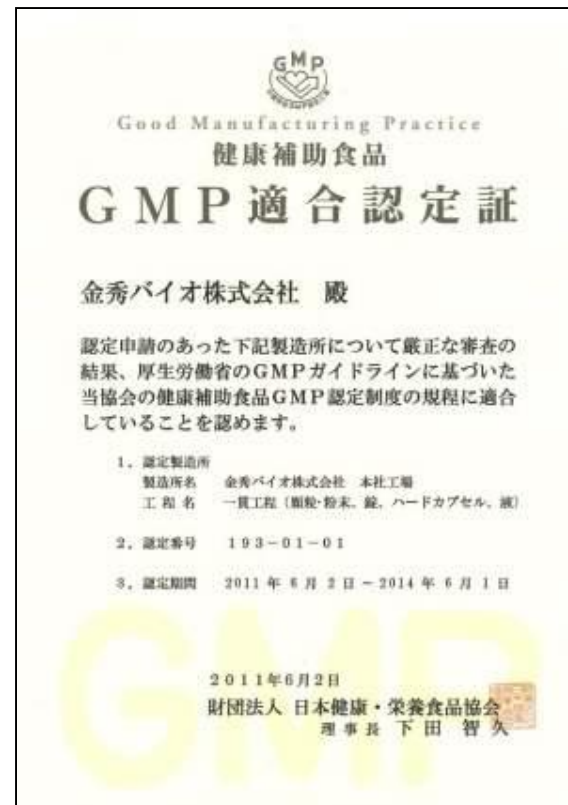 GMP
Good Manufacturing Practice
健康補助食品
GMP適合認定証
金秀バイオ株式会社 殿
認定申請のあった下記製造所について厳正な審査の
結果、厚生労働省のGMPガイドラインに基づいた
当協会の健康補助食品GMP認定制度の規程に適合
していることを認めます。
1. 認定製造所
製造所名 金秀バイオ株式会社 本社工場
工程名 一貫工程(顆粒・粉末、錠、ハードカプセル、液)
2. 認定番号 193-01-01
3. 認定期間 2011年6月2日-2014年6月1日
GMP
2011年6月2日
財団法人 日本健康・栄養食品協会
理事長 下田 智久